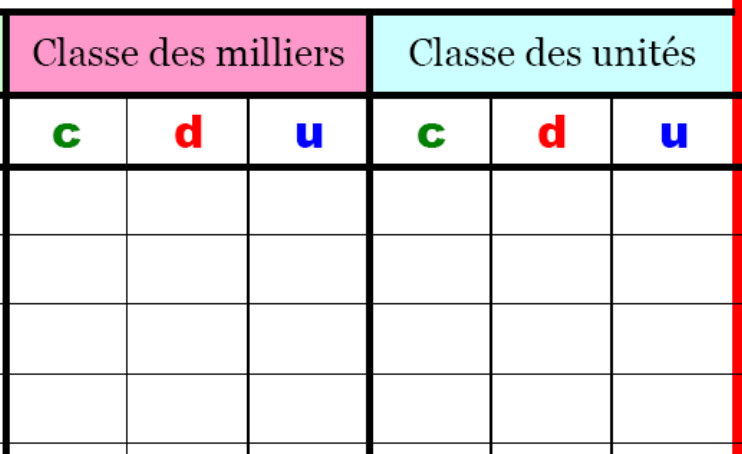 Classe des milliers Classe des unités
c d u c d u